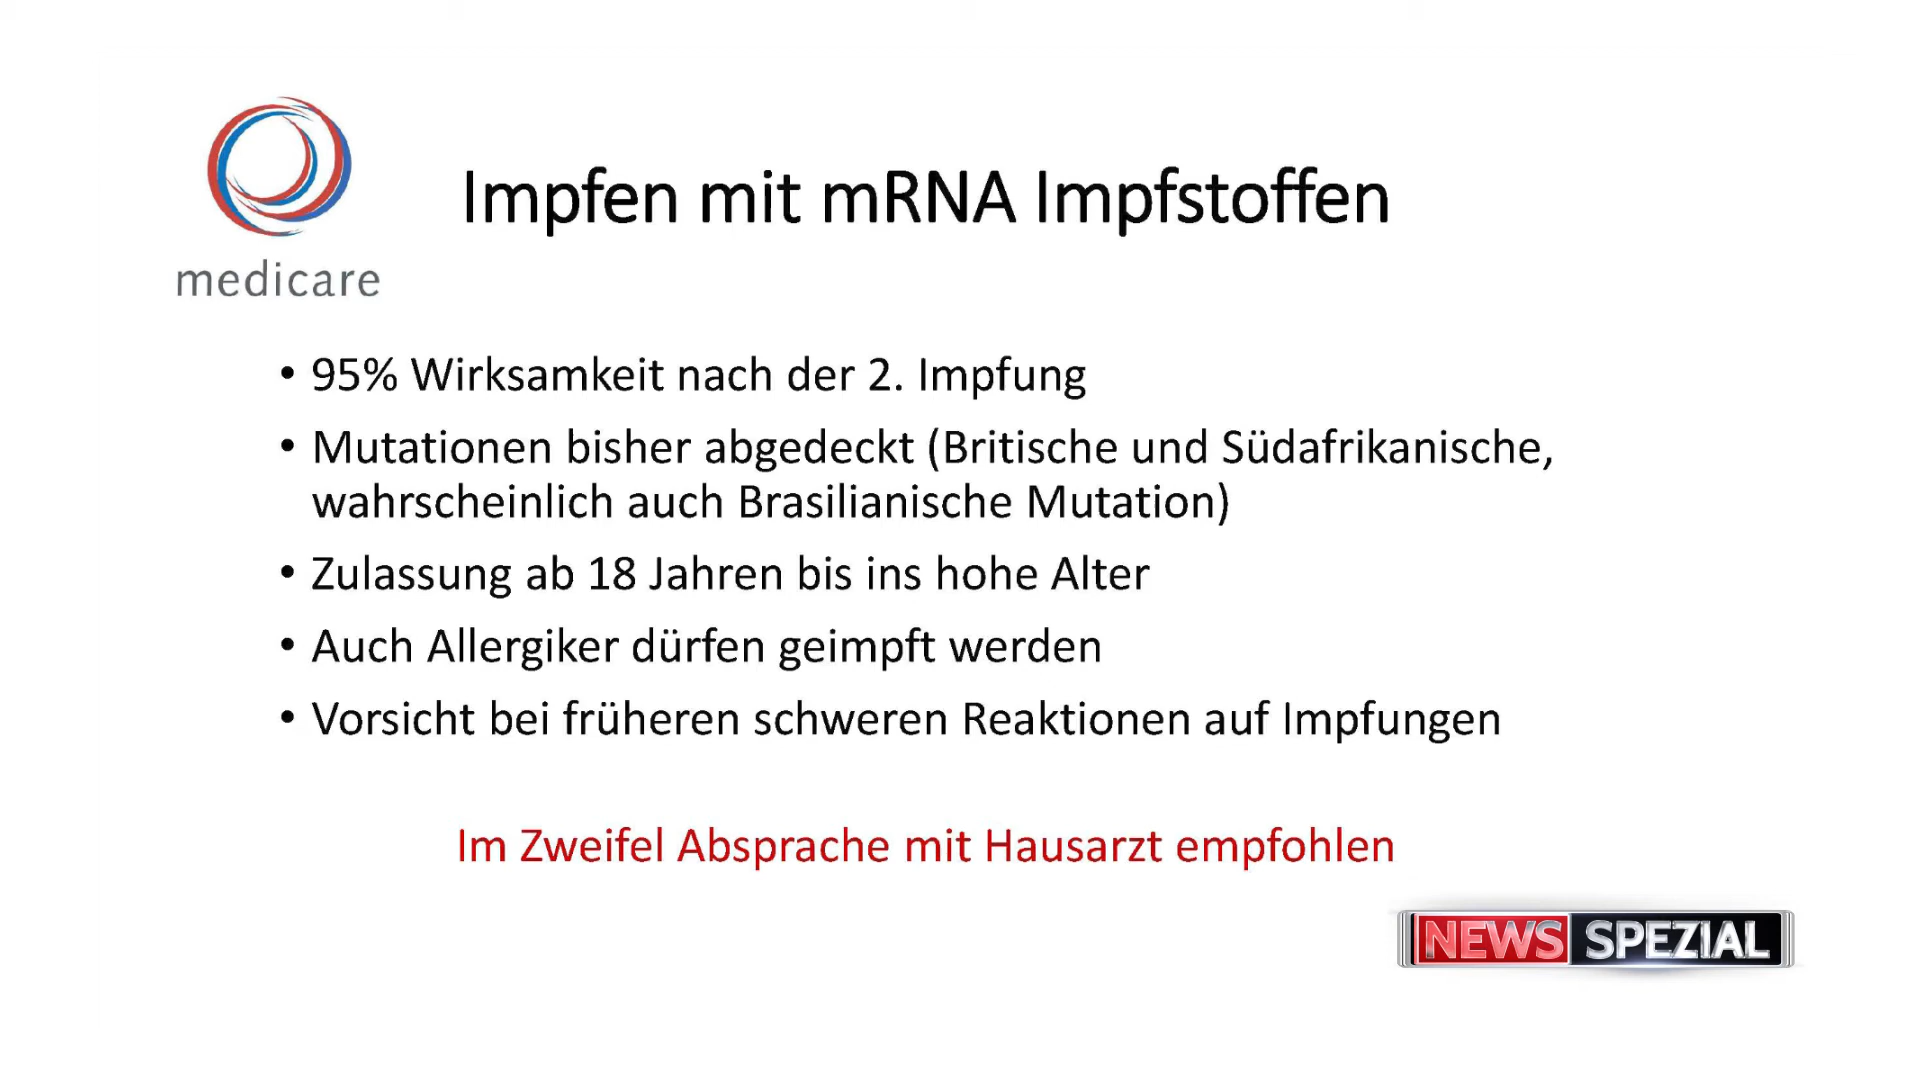 medicare
Impfen mit mRNA Impfstoffen
• 95% Wirksamkeit nach der 2. Impfung
• Mutationen bisher abgedeckt (Britische und Südafrikanische,
wahrscheinlich auch Brasilianische Mutation)
• Zulassung ab 18 Jahren bis ins hohe Alter
• Auch Allergiker dürfen geimpft werden
• Vorsicht bei früheren schweren Reaktionen auf Impfungen
Im Zweifel Absprache mit Hausarzt empfohlen
NEWS SPEZIAL